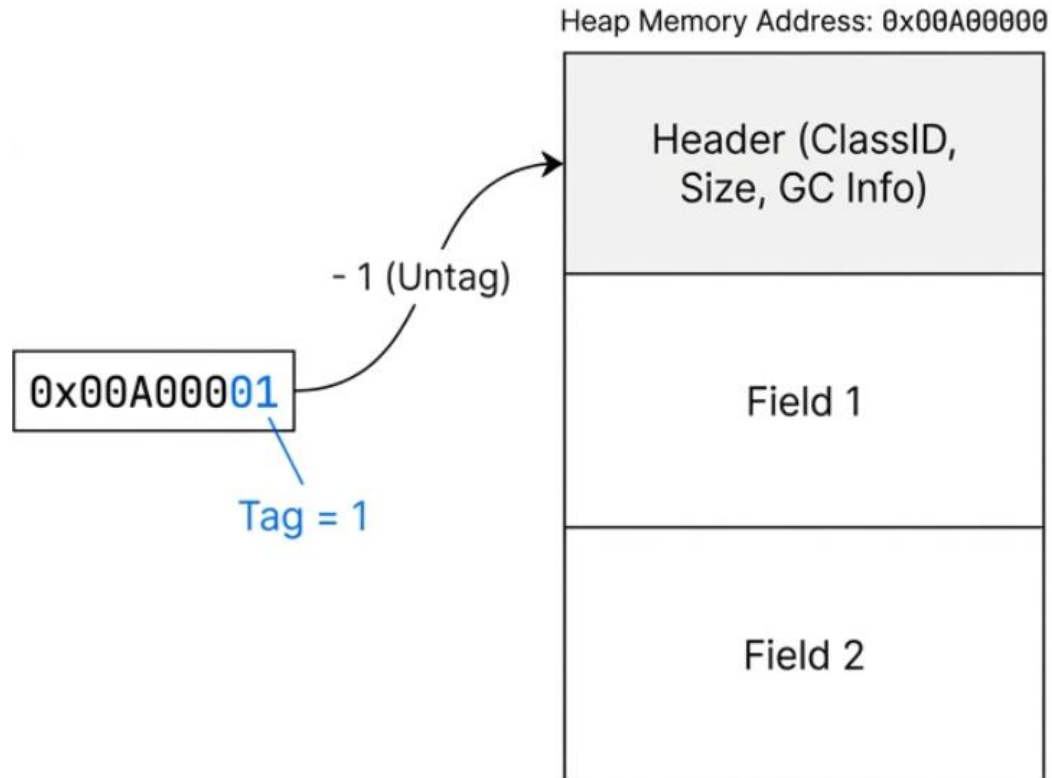 Heap Memory Address: 0x00A00000
Header (ClassID,
Size, GC Info)
- 1 (Untag)
0x00A00001
Tag = 1
Field 1
Field 2